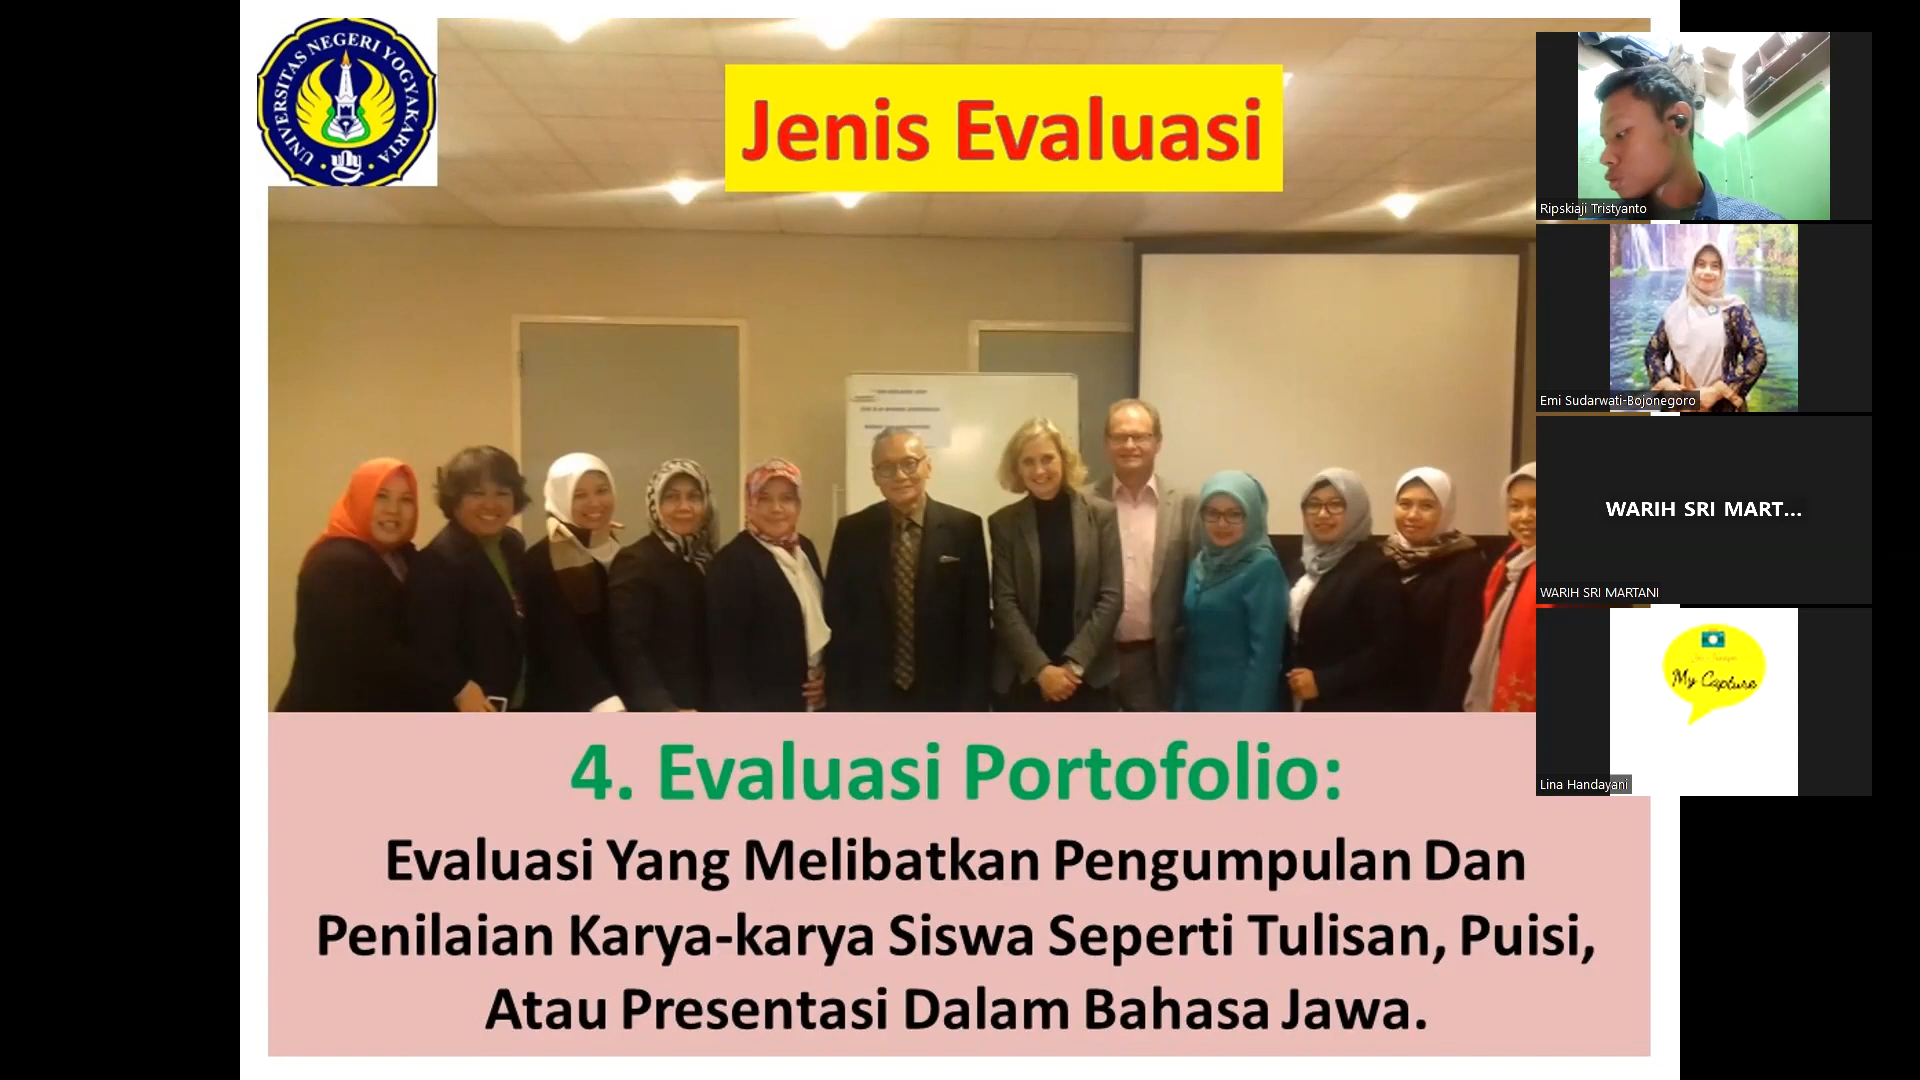 UNIVERSITAS NEGERI YOGYAKARTA
uny
Jenis Evaluasi
4. Evaluasi Portofolio:
Evaluasi Yang Melibatkan Pengumpulan Dan
Penilaian Karya-karya Siswa Seperti Tulisan, Puisi,
Atau Presentasi Dalam Bahasa Jawa.
Ripskiaji Tristyanto
Emi Sudarwati-Bojonegoro
WARIH SRI MART...
WARIH SRI MARTANI
My Capture
Lina Handayani